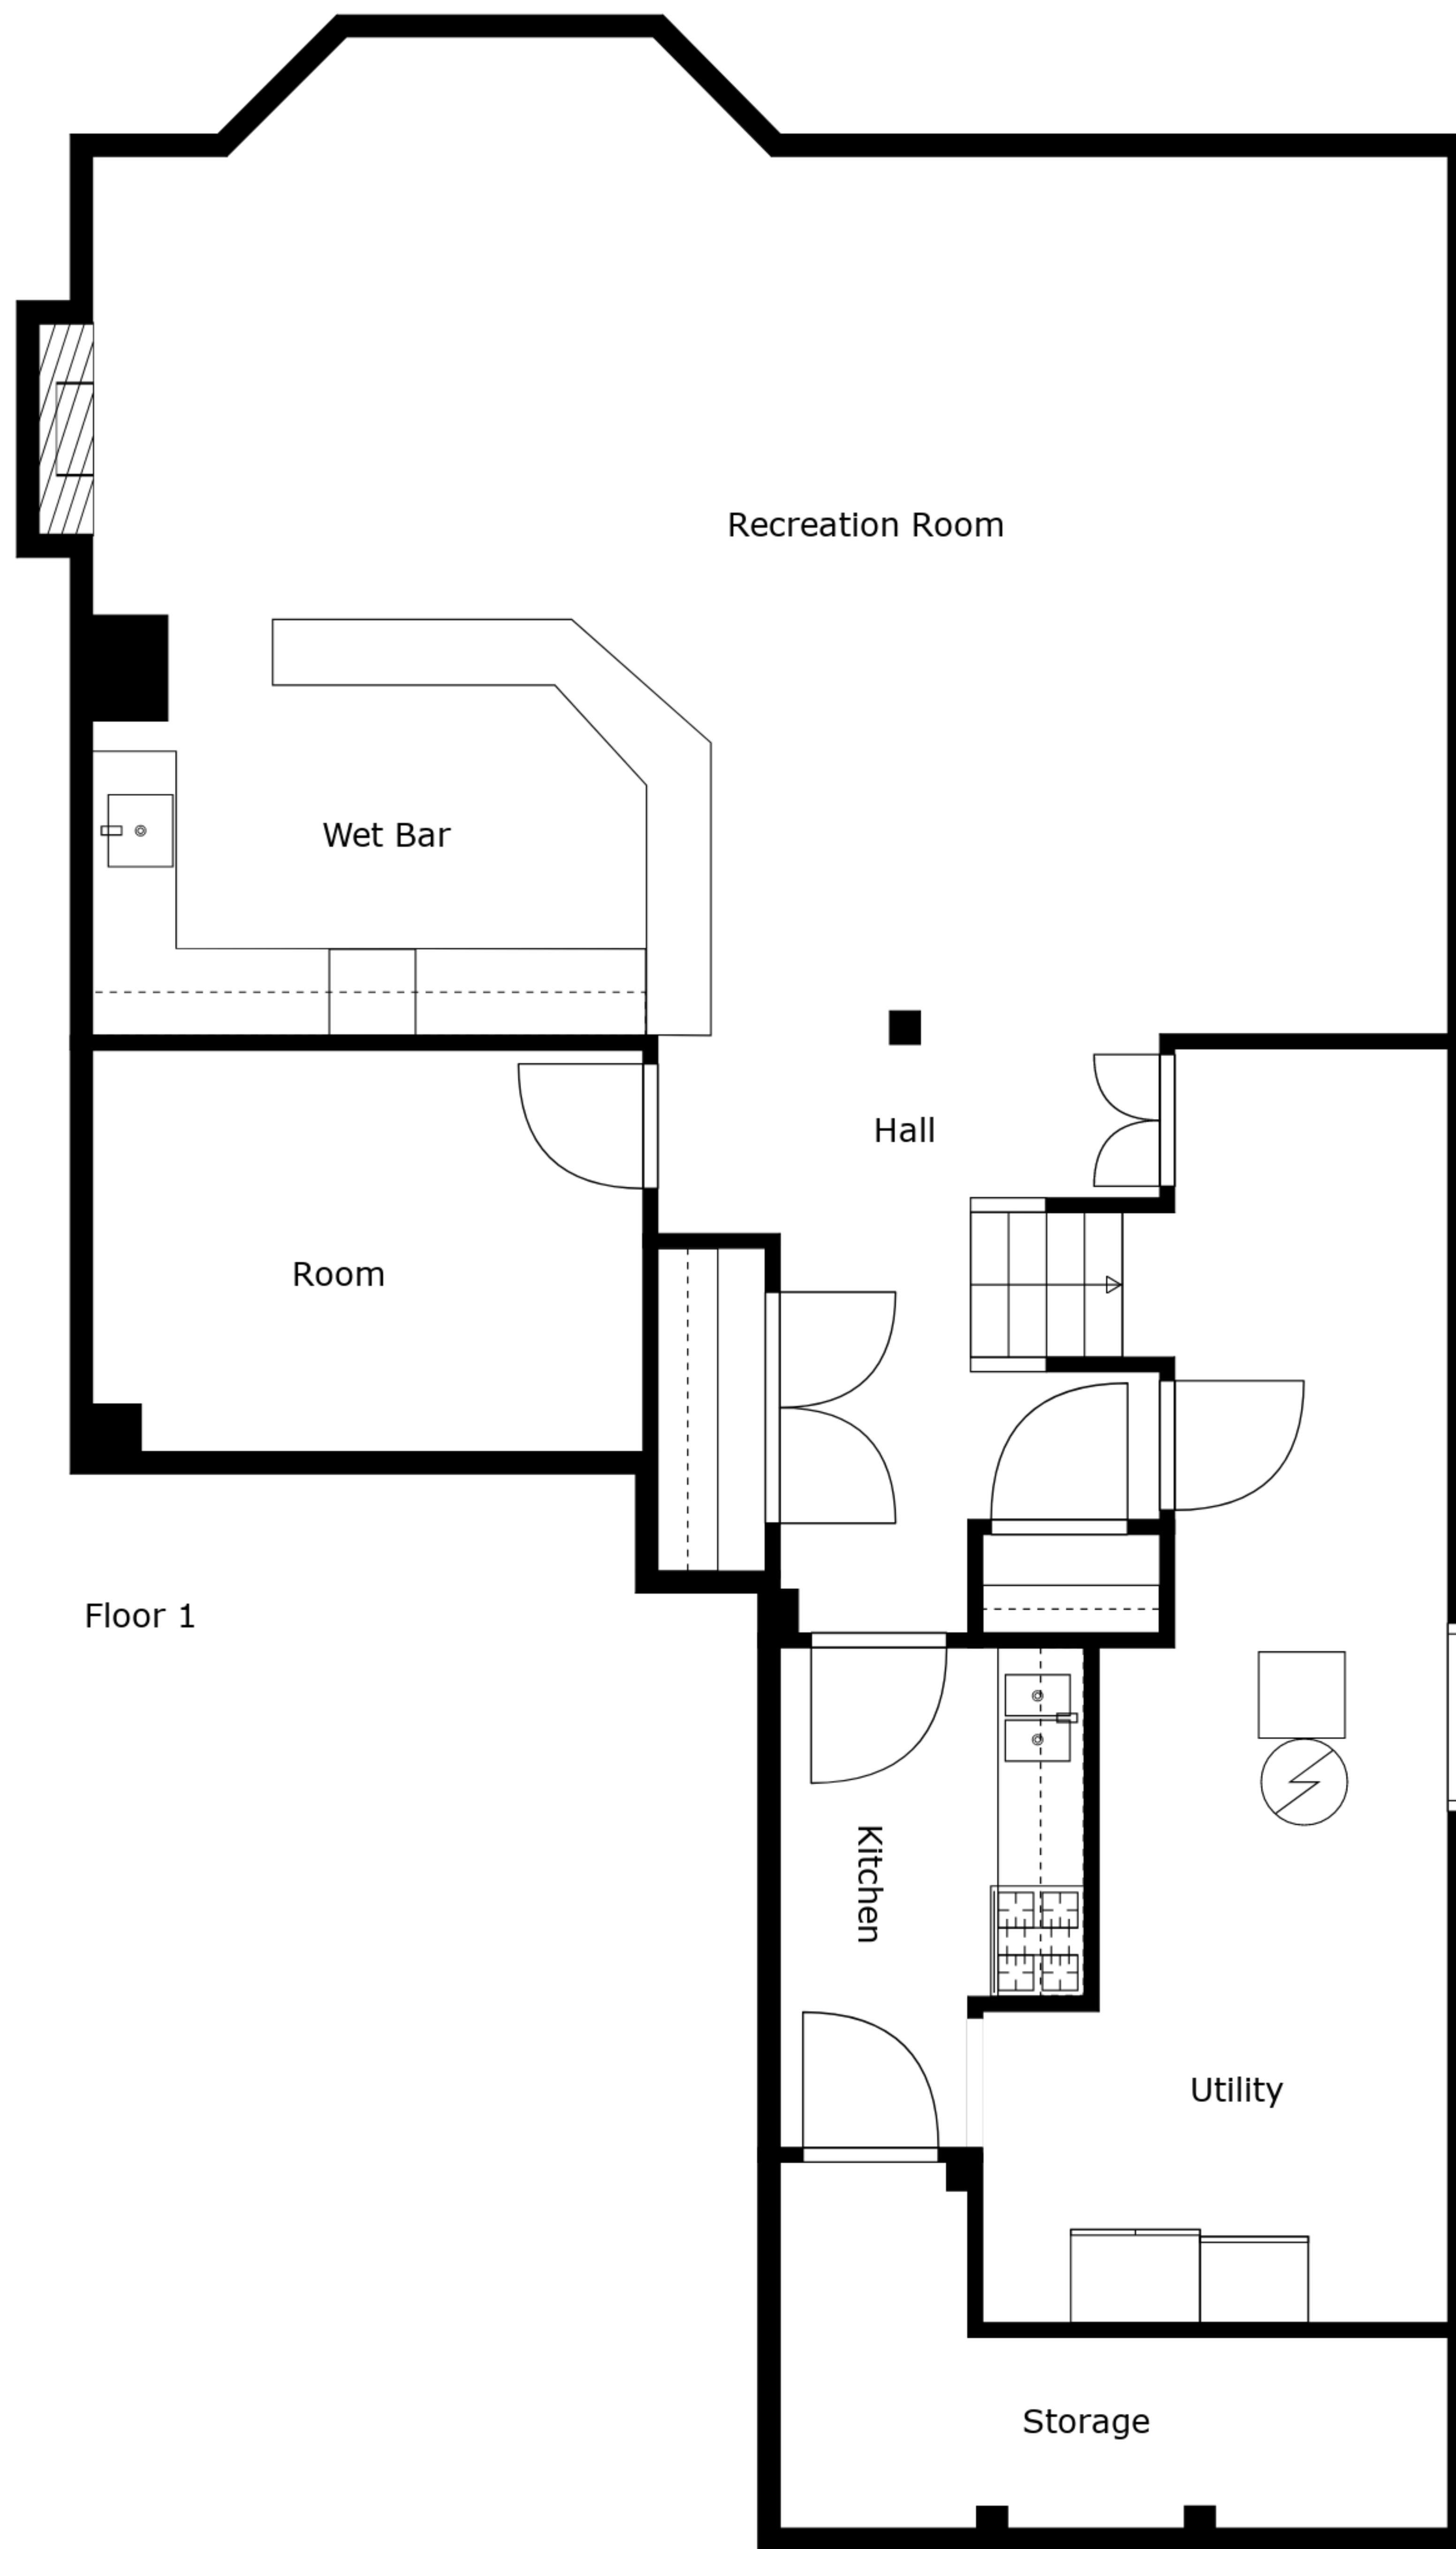 Recreation Room
Wet Bar
Hall
Room
Floor 1
Kitchen
Utility
Storage